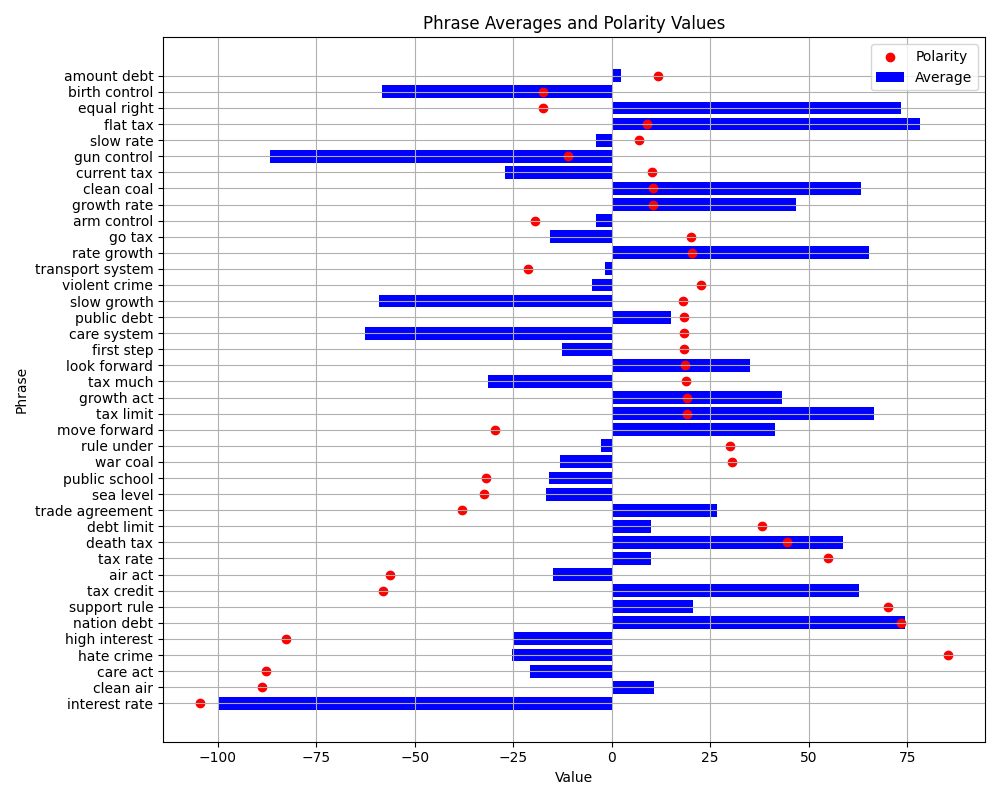 Phrase Averages and Polarity Values
Polarity
Average
amount debt
birth control
equal right
flat tax
slow rate
gun control
current tax
clean coal
growth rate
arm control
go tax
rate growth
transport system
violent crime
slow growth
public debt
care system
first step
look forward
tax much
growth act
tax limit
move forward
rule under
war coal
public school
sea level
trade agreement
debt limit
death tax
tax rate
air act
tax credit
support rule
nation debt
high interest
hate crime
care act
clean air
interest rate
Phrase
−100 −75 −50 −25 0 25 50 75
Value